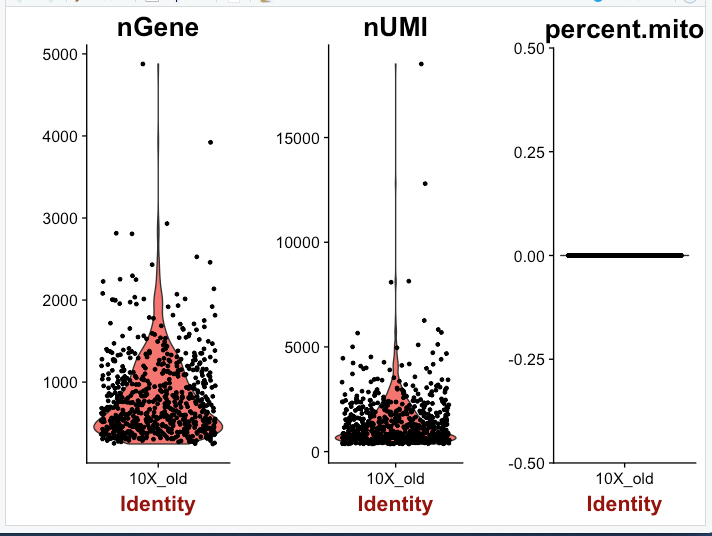 nGene
5000
4000
3000
2000
1000
10X_old
Identity
nUMI
15000
10000
5000
0
10X_old
Identity
percent.mito
0.50
0.25
0.00
-0.25
-0.50
10X_old
Identity